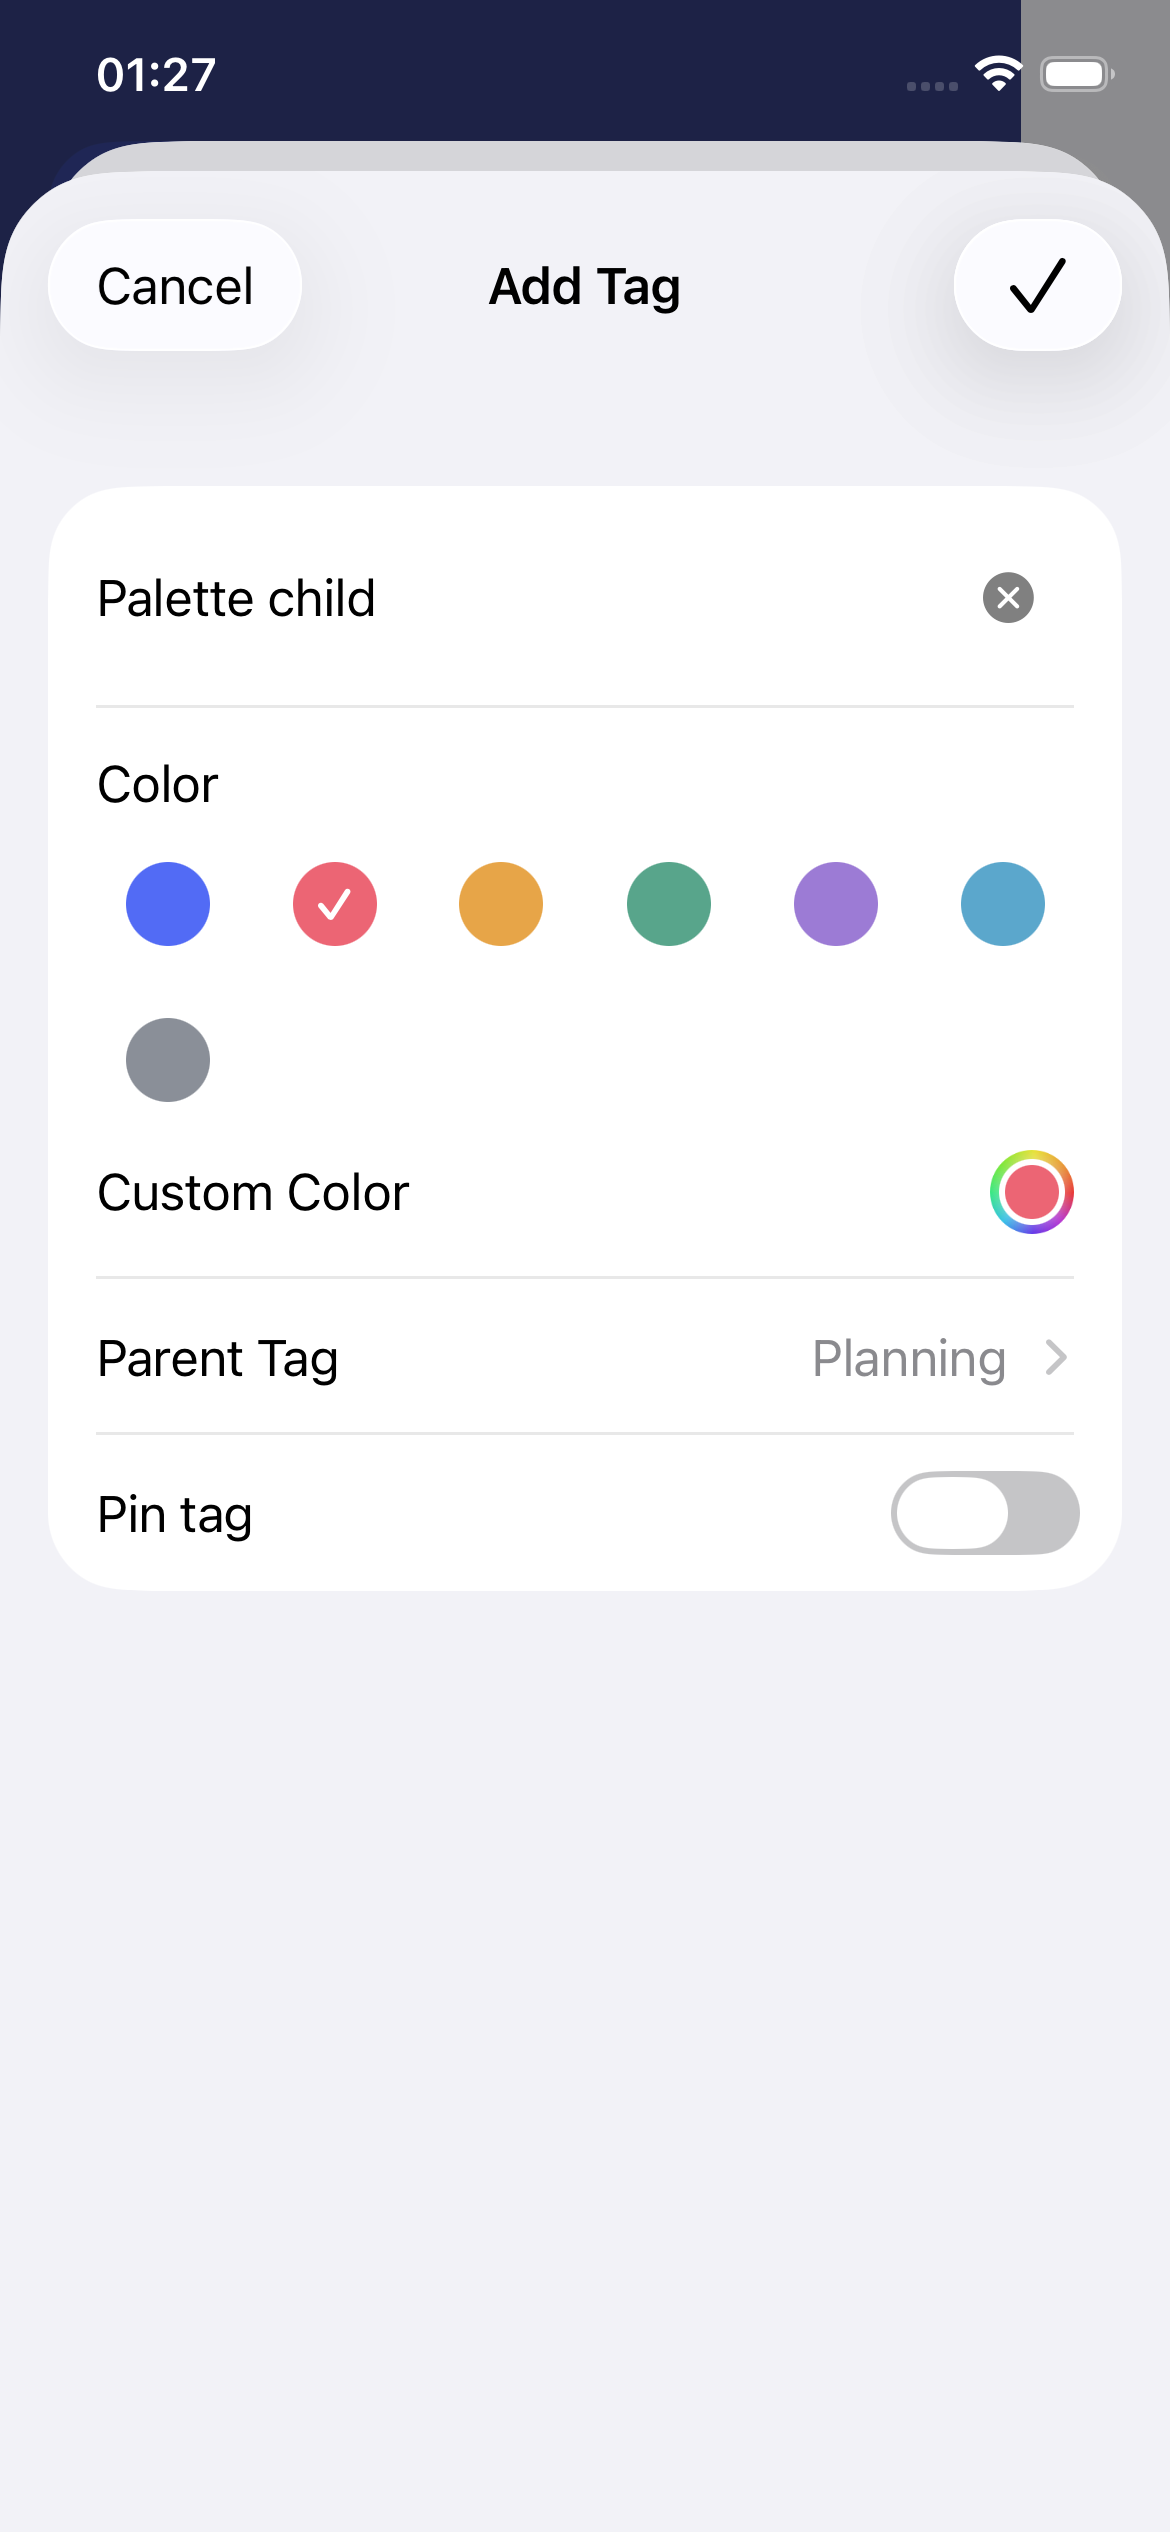 01:27
Cancel
Add Tag
Palette child
Color
Custom Color
Parent Tag
Planning
Pin tag